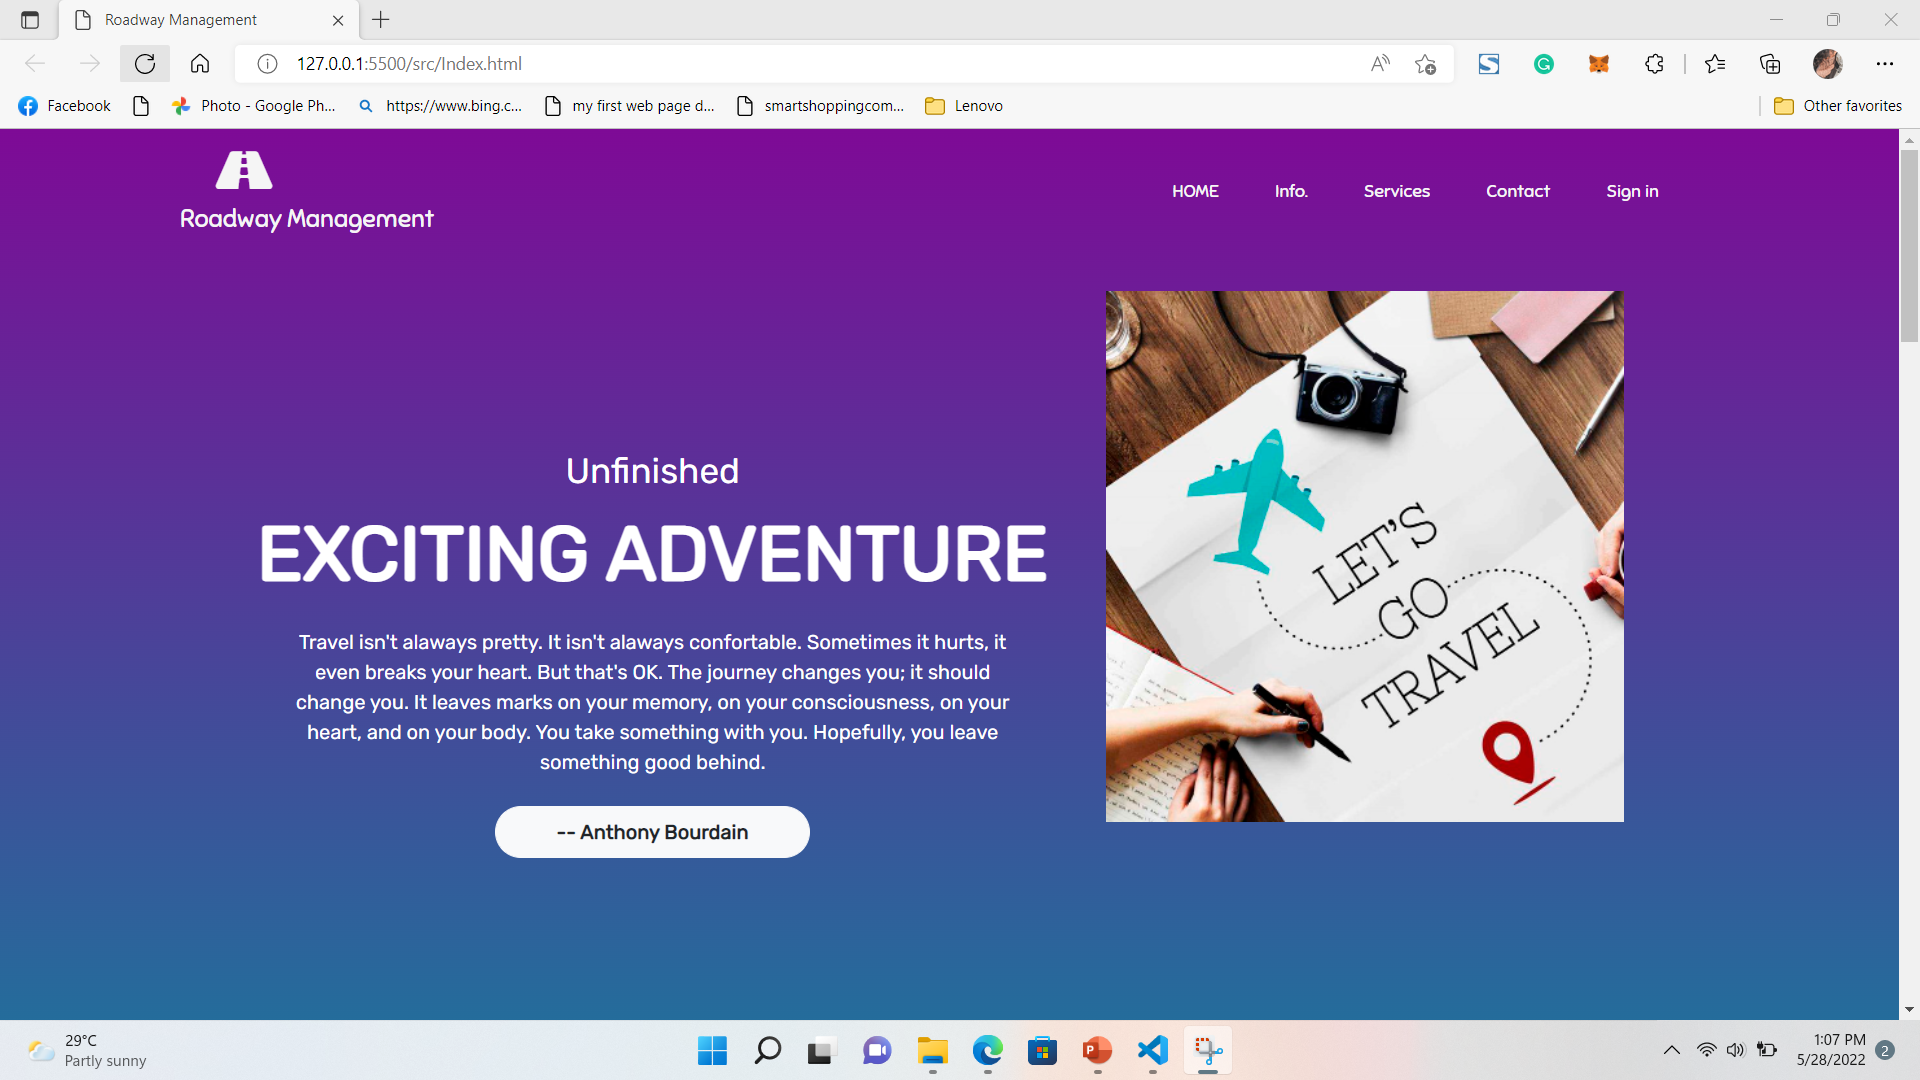 Roadway Management
127.0.0.1:5500/src/Index.html
Facebook
Photo - Google Ph...
https://www.bing.c...
my first web page d...
smartshoppingcom...
Lenovo
Other favorites
Roadway Management
HOME
Info.
Services
Contact
Sign in
Unfinished
EXCITING ADVENTURE
Travel isn't alaways pretty. It isn't alaways confortable. Sometimes it hurts, it
even breaks your heart. But that's OK. The journey changes you; it should
change you. It leaves marks on your memory, on your consciousness, on your
heart, and on your body. You take something with you. Hopefully, you leave
something good behind.
-- Anthony Bourdain
LET'S
GO
TRAVEL
29°C
Partly sunny
1:07 PM
5/28/2022
2